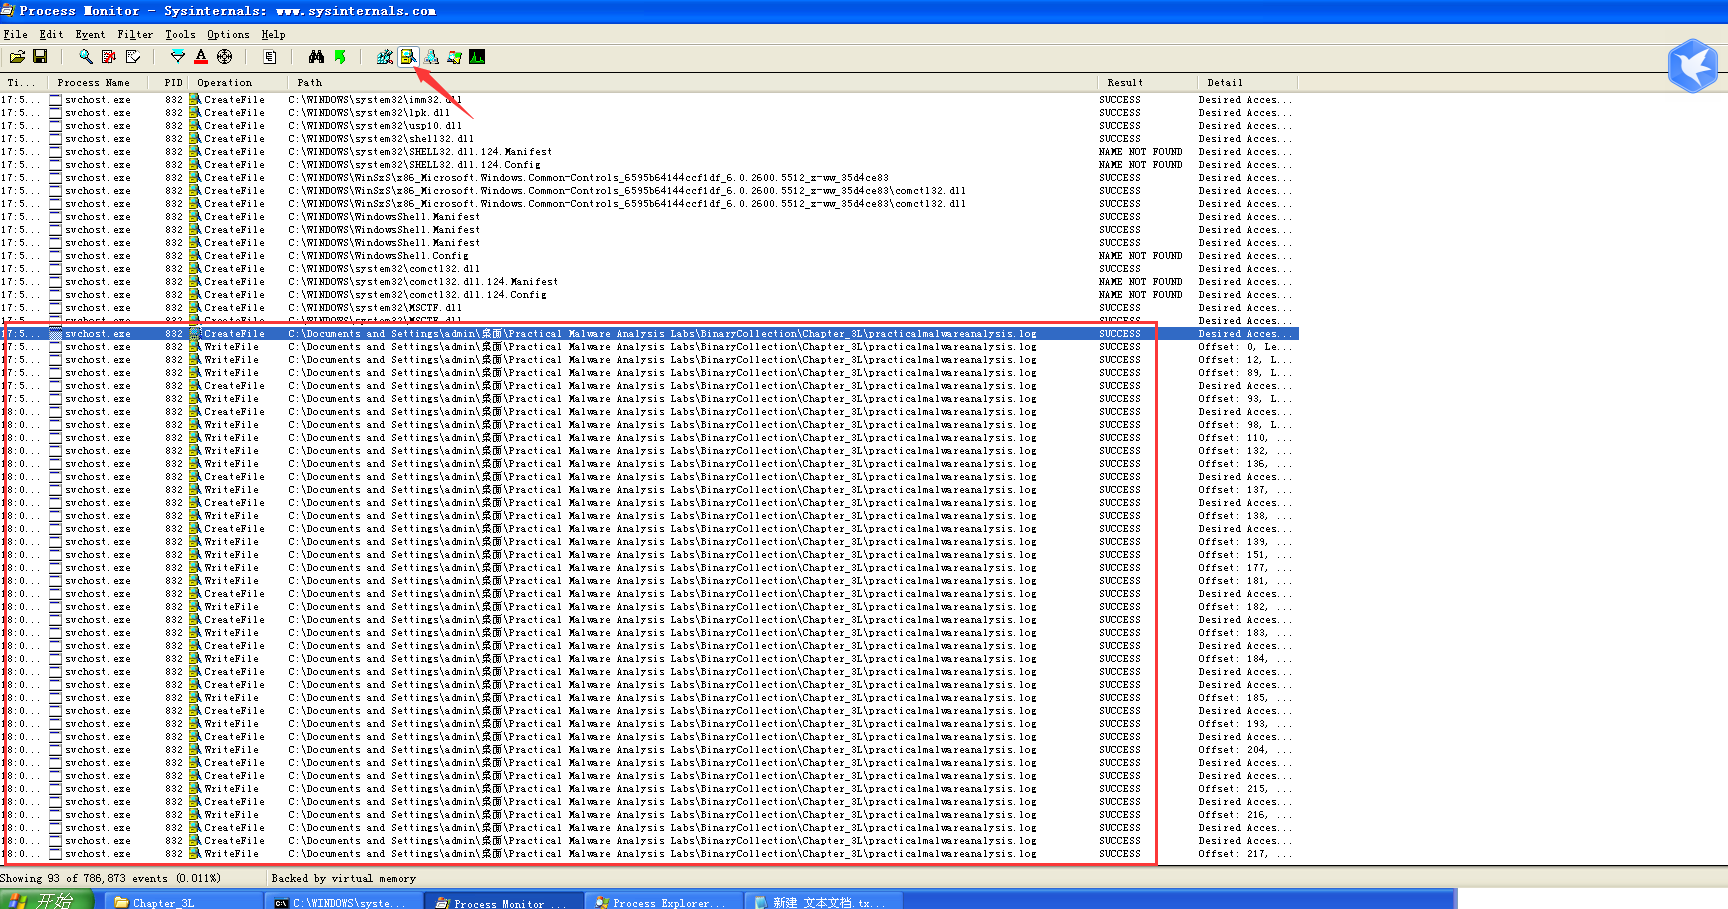 Process Monitor - Sysinternals: www.sysinternals.com
File Edit Event Filter Tools Options Help
Ti... Process Name PID Operation Path Result Detail
17:5... svchost.exe 832 CreateFile C:\WINDOWS\system32\imm32.dll SUCCESS Desired Acces...
17:5... svchost.exe 832 CreateFile C:\WINDOWS\system32\lpk.dll SUCCESS Desired Acces...
17:5... svchost.exe 832 CreateFile C:\WINDOWS\system32\usp10.dll SUCCESS Desired Acces...
17:5... svchost.exe 832 CreateFile C:\WINDOWS\system32\shell32.dll SUCCESS Desired Acces...
17:5... svchost.exe 832 CreateFile C:\WINDOWS\system32\SHELL32.dll.124.Manifest NAME NOT FOUND Desired Acces...
17:5... svchost.exe 832 CreateFile C:\WINDOWS\system32\SHELL32.dll.124.Config NAME NOT FOUND Desired Acces...
17:5... svchost.exe 832 CreateFile C:\WINDOWS\WinSxS\x86_Microsoft.Windows.Common-Controls_6595b64144ccf1df_6.0.2600.5512_x-ww_35d4ce83 SUCCESS Desired Acces...
17:5... svchost.exe 832 CreateFile C:\WINDOWS\WinSxS\x86_Microsoft.Windows.Common-Controls_6595b64144ccf1df_6.0.2600.5512_x-ww_35d4ce83\comctl32.dll SUCCESS Desired Acces...
17:5... svchost.exe 832 CreateFile C:\WINDOWS\WinSxS\x86_Microsoft.Windows.Common-Controls_6595b64144ccf1df_6.0.2600.5512_x-ww_35d4ce83\comctl32.dll SUCCESS Desired Acces...
17:5... svchost.exe 832 CreateFile C:\WINDOWS\WindowsShell.Manifest SUCCESS Desired Acces...
17:5... svchost.exe 832 CreateFile C:\WINDOWS\WindowsShell.Manifest SUCCESS Desired Acces...
17:5... svchost.exe 832 CreateFile C:\WINDOWS\WindowsShell.Manifest SUCCESS Desired Acces...
17:5... svchost.exe 832 CreateFile C:\WINDOWS\WindowsShell.Config NAME NOT FOUND Desired Acces...
17:5... svchost.exe 832 CreateFile C:\WINDOWS\system32\comctl32.dll SUCCESS Desired Acces...
17:5... svchost.exe 832 CreateFile C:\WINDOWS\system32\comctl32.dll.124.Manifest NAME NOT FOUND Desired Acces...
17:5... svchost.exe 832 CreateFile C:\WINDOWS\system32\comctl32.dll.124.Config NAME NOT FOUND Desired Acces...
17:5... svchost.exe 832 CreateFile C:\WINDOWS\system32\MSCTF.dll SUCCESS Desired Acces...
17:5... svchost.exe 832 CreateFile C:\WINDOWS\system32\MSCTF.dll SUCCESS Desired Acces...
17:5... svchost.exe 832 CreateFile C:\Documents and Settings\admin\桌面\Practical Malware Analysis Labs\BinaryCollection\Chapter_3L\practicalmalwareanalysis.log SUCCESS Desired Acces...
17:5... svchost.exe 832 WriteFile C:\Documents and Settings\admin\桌面\Practical Malware Analysis Labs\BinaryCollection\Chapter_3L\practicalmalwareanalysis.log SUCCESS Offset: 0, Le...
17:5... svchost.exe 832 WriteFile C:\Documents and Settings\admin\桌面\Practical Malware Analysis Labs\BinaryCollection\Chapter_3L\practicalmalwareanalysis.log SUCCESS Offset: 12, L...
17:5... svchost.exe 832 WriteFile C:\Documents and Settings\admin\桌面\Practical Malware Analysis Labs\BinaryCollection\Chapter_3L\practicalmalwareanalysis.log SUCCESS Offset: 89, L...
17:5... svchost.exe 832 CreateFile C:\Documents and Settings\admin\桌面\Practical Malware Analysis Labs\BinaryCollection\Chapter_3L\practicalmalwareanalysis.log SUCCESS Desired Acces...
17:5... svchost.exe 832 WriteFile C:\Documents and Settings\admin\桌面\Practical Malware Analysis Labs\BinaryCollection\Chapter_3L\practicalmalwareanalysis.log SUCCESS Offset: 93, L...
18:0... svchost.exe 832 CreateFile C:\Documents and Settings\admin\桌面\Practical Malware Analysis Labs\BinaryCollection\Chapter_3L\practicalmalwareanalysis.log SUCCESS Desired Acces...
18:0... svchost.exe 832 WriteFile C:\Documents and Settings\admin\桌面\Practical Malware Analysis Labs\BinaryCollection\Chapter_3L\practicalmalwareanalysis.log SUCCESS Offset: 98, L...
18:0... svchost.exe 832 WriteFile C:\Documents and Settings\admin\桌面\Practical Malware Analysis Labs\BinaryCollection\Chapter_3L\practicalmalwareanalysis.log SUCCESS Offset: 110, ...
18:0... svchost.exe 832 WriteFile C:\Documents and Settings\admin\桌面\Practical Malware Analysis Labs\BinaryCollection\Chapter_3L\practicalmalwareanalysis.log SUCCESS Offset: 132, ...
18:0... svchost.exe 832 WriteFile C:\Documents and Settings\admin\桌面\Practical Malware Analysis Labs\BinaryCollection\Chapter_3L\practicalmalwareanalysis.log SUCCESS Offset: 136, ...
18:0... svchost.exe 832 CreateFile C:\Documents and Settings\admin\桌面\Practical Malware Analysis Labs\BinaryCollection\Chapter_3L\practicalmalwareanalysis.log SUCCESS Desired Acces...
18:0... svchost.exe 832 WriteFile C:\Documents and Settings\admin\桌面\Practical Malware Analysis Labs\BinaryCollection\Chapter_3L\practicalmalwareanalysis.log SUCCESS Offset: 137, ...
18:0... svchost.exe 832 CreateFile C:\Documents and Settings\admin\桌面\Practical Malware Analysis Labs\BinaryCollection\Chapter_3L\practicalmalwareanalysis.log SUCCESS Desired Acces...
18:0... svchost.exe 832 WriteFile C:\Documents and Settings\admin\桌面\Practical Malware Analysis Labs\BinaryCollection\Chapter_3L\practicalmalwareanalysis.log SUCCESS Offset: 138, ...
18:0... svchost.exe 832 CreateFile C:\Documents and Settings\admin\桌面\Practical Malware Analysis Labs\BinaryCollection\Chapter_3L\practicalmalwareanalysis.log SUCCESS Desired Acces...
18:0... svchost.exe 832 WriteFile C:\Documents and Settings\admin\桌面\Practical Malware Analysis Labs\BinaryCollection\Chapter_3L\practicalmalwareanalysis.log SUCCESS Offset: 139, ...
18:0... svchost.exe 832 WriteFile C:\Documents and Settings\admin\桌面\Practical Malware Analysis Labs\BinaryCollection\Chapter_3L\practicalmalwareanalysis.log SUCCESS Offset: 151, ...
18:0... svchost.exe 832 WriteFile C:\Documents and Settings\admin\桌面\Practical Malware Analysis Labs\BinaryCollection\Chapter_3L\practicalmalwareanalysis.log SUCCESS Offset: 177, ...
18:0... svchost.exe 832 WriteFile C:\Documents and Settings\admin\桌面\Practical Malware Analysis Labs\BinaryCollection\Chapter_3L\practicalmalwareanalysis.log SUCCESS Offset: 181, ...
18:0... svchost.exe 832 CreateFile C:\Documents and Settings\admin\桌面\Practical Malware Analysis Labs\BinaryCollection\Chapter_3L\practicalmalwareanalysis.log SUCCESS Desired Acces...
18:0... svchost.exe 832 WriteFile C:\Documents and Settings\admin\桌面\Practical Malware Analysis Labs\BinaryCollection\Chapter_3L\practicalmalwareanalysis.log SUCCESS Offset: 182, ...
18:0... svchost.exe 832 CreateFile C:\Documents and Settings\admin\桌面\Practical Malware Analysis Labs\BinaryCollection\Chapter_3L\practicalmalwareanalysis.log SUCCESS Desired Acces...
18:0... svchost.exe 832 WriteFile C:\Documents and Settings\admin\桌面\Practical Malware Analysis Labs\BinaryCollection\Chapter_3L\practicalmalwareanalysis.log SUCCESS Offset: 183, ...
18:0... svchost.exe 832 CreateFile C:\Documents and Settings\admin\桌面\Practical Malware Analysis Labs\BinaryCollection\Chapter_3L\practicalmalwareanalysis.log SUCCESS Desired Acces...
18:0... svchost.exe 832 WriteFile C:\Documents and Settings\admin\桌面\Practical Malware Analysis Labs\BinaryCollection\Chapter_3L\practicalmalwareanalysis.log SUCCESS Offset: 184, ...
18:0... svchost.exe 832 CreateFile C:\Documents and Settings\admin\桌面\Practical Malware Analysis Labs\BinaryCollection\Chapter_3L\practicalmalwareanalysis.log SUCCESS Desired Acces...
18:0... svchost.exe 832 CreateFile C:\Documents and Settings\admin\桌面\Practical Malware Analysis Labs\BinaryCollection\Chapter_3L\practicalmalwareanalysis.log SUCCESS Desired Acces...
18:0... svchost.exe 832 WriteFile C:\Documents and Settings\admin\桌面\Practical Malware Analysis Labs\BinaryCollection\Chapter_3L\practicalmalwareanalysis.log SUCCESS Offset: 185, ...
18:0... svchost.exe 832 CreateFile C:\Documents and Settings\admin\桌面\Practical Malware Analysis Labs\BinaryCollection\Chapter_3L\practicalmalwareanalysis.log SUCCESS Desired Acces...
18:0... svchost.exe 832 WriteFile C:\Documents and Settings\admin\桌面\Practical Malware Analysis Labs\BinaryCollection\Chapter_3L\practicalmalwareanalysis.log SUCCESS Offset: 193, ...
18:0... svchost.exe 832 CreateFile C:\Documents and Settings\admin\桌面\Practical Malware Analysis Labs\BinaryCollection\Chapter_3L\practicalmalwareanalysis.log SUCCESS Desired Acces...
18:0... svchost.exe 832 WriteFile C:\Documents and Settings\admin\桌面\Practical Malware Analysis Labs\BinaryCollection\Chapter_3L\practicalmalwareanalysis.log SUCCESS Offset: 204, ...
18:0... svchost.exe 832 CreateFile C:\Documents and Settings\admin\桌面\Practical Malware Analysis Labs\BinaryCollection\Chapter_3L\practicalmalwareanalysis.log SUCCESS Desired Acces...
18:0... svchost.exe 832 CreateFile C:\Documents and Settings\admin\桌面\Practical Malware Analysis Labs\BinaryCollection\Chapter_3L\practicalmalwareanalysis.log SUCCESS Desired Acces...
18:0... svchost.exe 832 WriteFile C:\Documents and Settings\admin\桌面\Practical Malware Analysis Labs\BinaryCollection\Chapter_3L\practicalmalwareanalysis.log SUCCESS Offset: 215, ...
18:0... svchost.exe 832 CreateFile C:\Documents and Settings\admin\桌面\Practical Malware Analysis Labs\BinaryCollection\Chapter_3L\practicalmalwareanalysis.log SUCCESS Desired Acces...
18:0... svchost.exe 832 WriteFile C:\Documents and Settings\admin\桌面\Practical Malware Analysis Labs\BinaryCollection\Chapter_3L\practicalmalwareanalysis.log SUCCESS Offset: 216, ...
18:0... svchost.exe 832 CreateFile C:\Documents and Settings\admin\桌面\Practical Malware Analysis Labs\BinaryCollection\Chapter_3L\practicalmalwareanalysis.log SUCCESS Desired Acces...
18:0... svchost.exe 832 CreateFile C:\Documents and Settings\admin\桌面\Practical Malware Analysis Labs\BinaryCollection\Chapter_3L\practicalmalwareanalysis.log SUCCESS Desired Acces...
18:0... svchost.exe 832 WriteFile C:\Documents and Settings\admin\桌面\Practical Malware Analysis Labs\BinaryCollection\Chapter_3L\practicalmalwareanalysis.log SUCCESS Offset: 217, ...
Showing 93 of 786,873 events (0.011%) Backed by virtual memory
开始 Chapter_3L C:\WINDOWS\syste... Process Monitor ... Process Explorer... 新建 文本文档.tx...